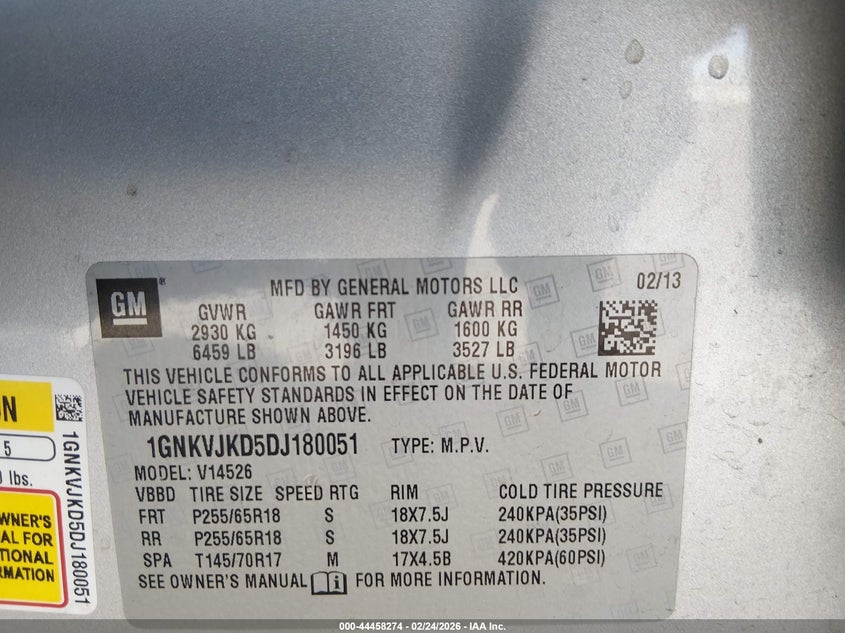 MFD BY GENERAL MOTORS LLC 02/13
GM
GVWR GAWR FRT GAWR RR
2930 KG 1450 KG 1600 KG
6459 LB 3196 LB 3527 LB
THIS VEHICLE CONFORMS TO ALL APPLICABLE U.S. FEDERAL MOTOR
VEHICLE SAFETY STANDARDS IN EFFECT ON THE DATE OF
MANUFACTURE SHOWN ABOVE.
1GNKVJKD5DJ180051 TYPE: M.P.V.
MODEL: V14526
VBBD TIRE SIZE SPEED RTG RIM COLD TIRE PRESSURE
FRT P255/65R18 S 18X7.5J 240KPA(35PSI)
RR P255/65R18 S 18X7.5J 240KPA(35PSI)
SPA T145/70R17 M 17X4.5B 420KPA(60PSI)
SEE OWNER'S MANUAL FOR MORE INFORMATION.
5
lbs.
1GNKVJKD5DJ180051
000-44458274 - 02/24/2026 - IAA Inc.